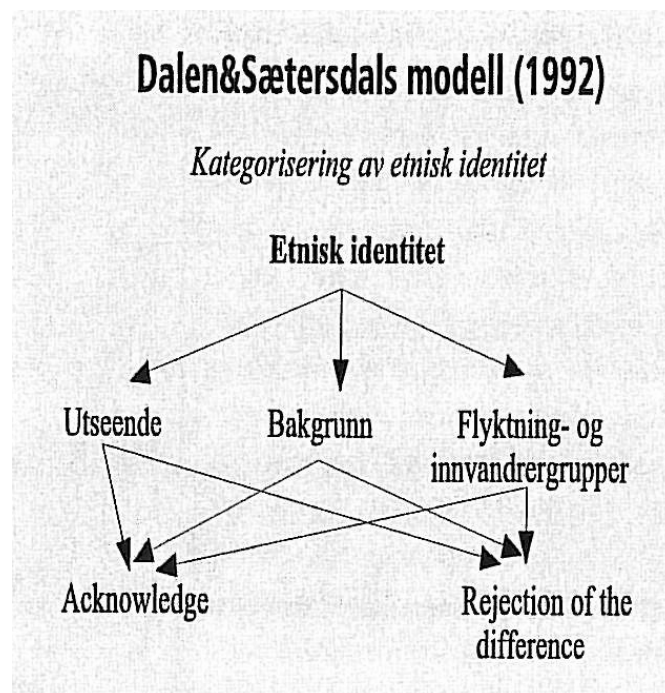 Dalen&Sætersdals modell (1992)
Kategorisering av etnisk identitet
Etnisk identitet
Utseende Bakgrunn Flyktning- og
innvandrergrupper
Acknowledge Rejection of the
difference